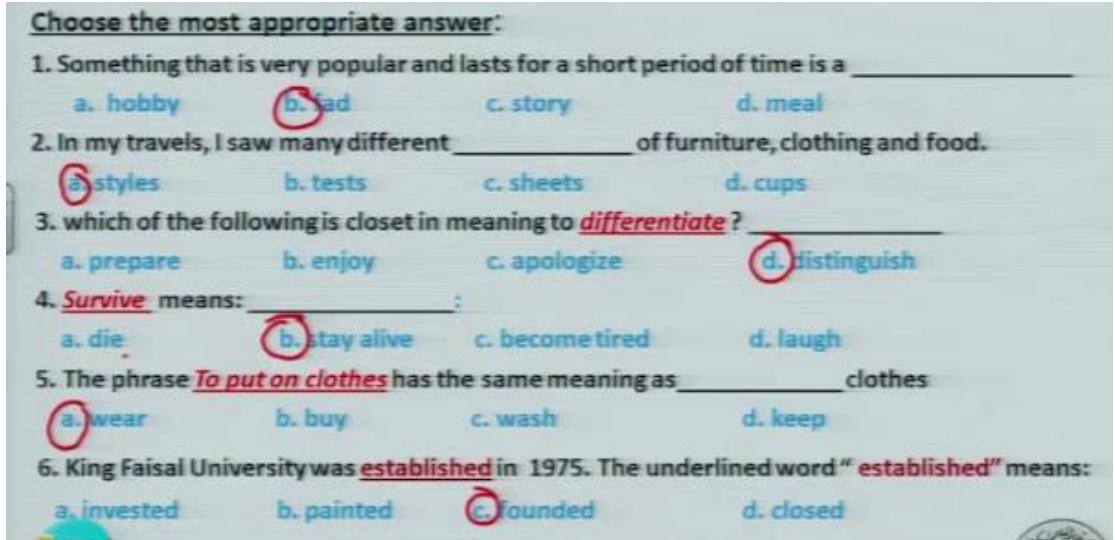 Choose the most appropriate answer:
1. Something that is very popular and lasts for a short period of time is a ____________
a. hobby b. fad c. story d. meal
2. In my travels, I saw many different ____________ of furniture, clothing and food.
a. styles b. tests c. sheets d. cups
3. which of the following is closet in meaning to differentiate ? ____________
a. prepare b. enjoy c. apologize d. distinguish
4. Survive means: ____________:
a. die b. stay alive c. become tired d. laugh
5. The phrase To put on clothes has the same meaning as ____________ clothes
a. wear b. buy c. wash d. keep
6. King Faisal University was established in 1975. The underlined word “ established” means:
a. invested b. painted c. founded d. closed